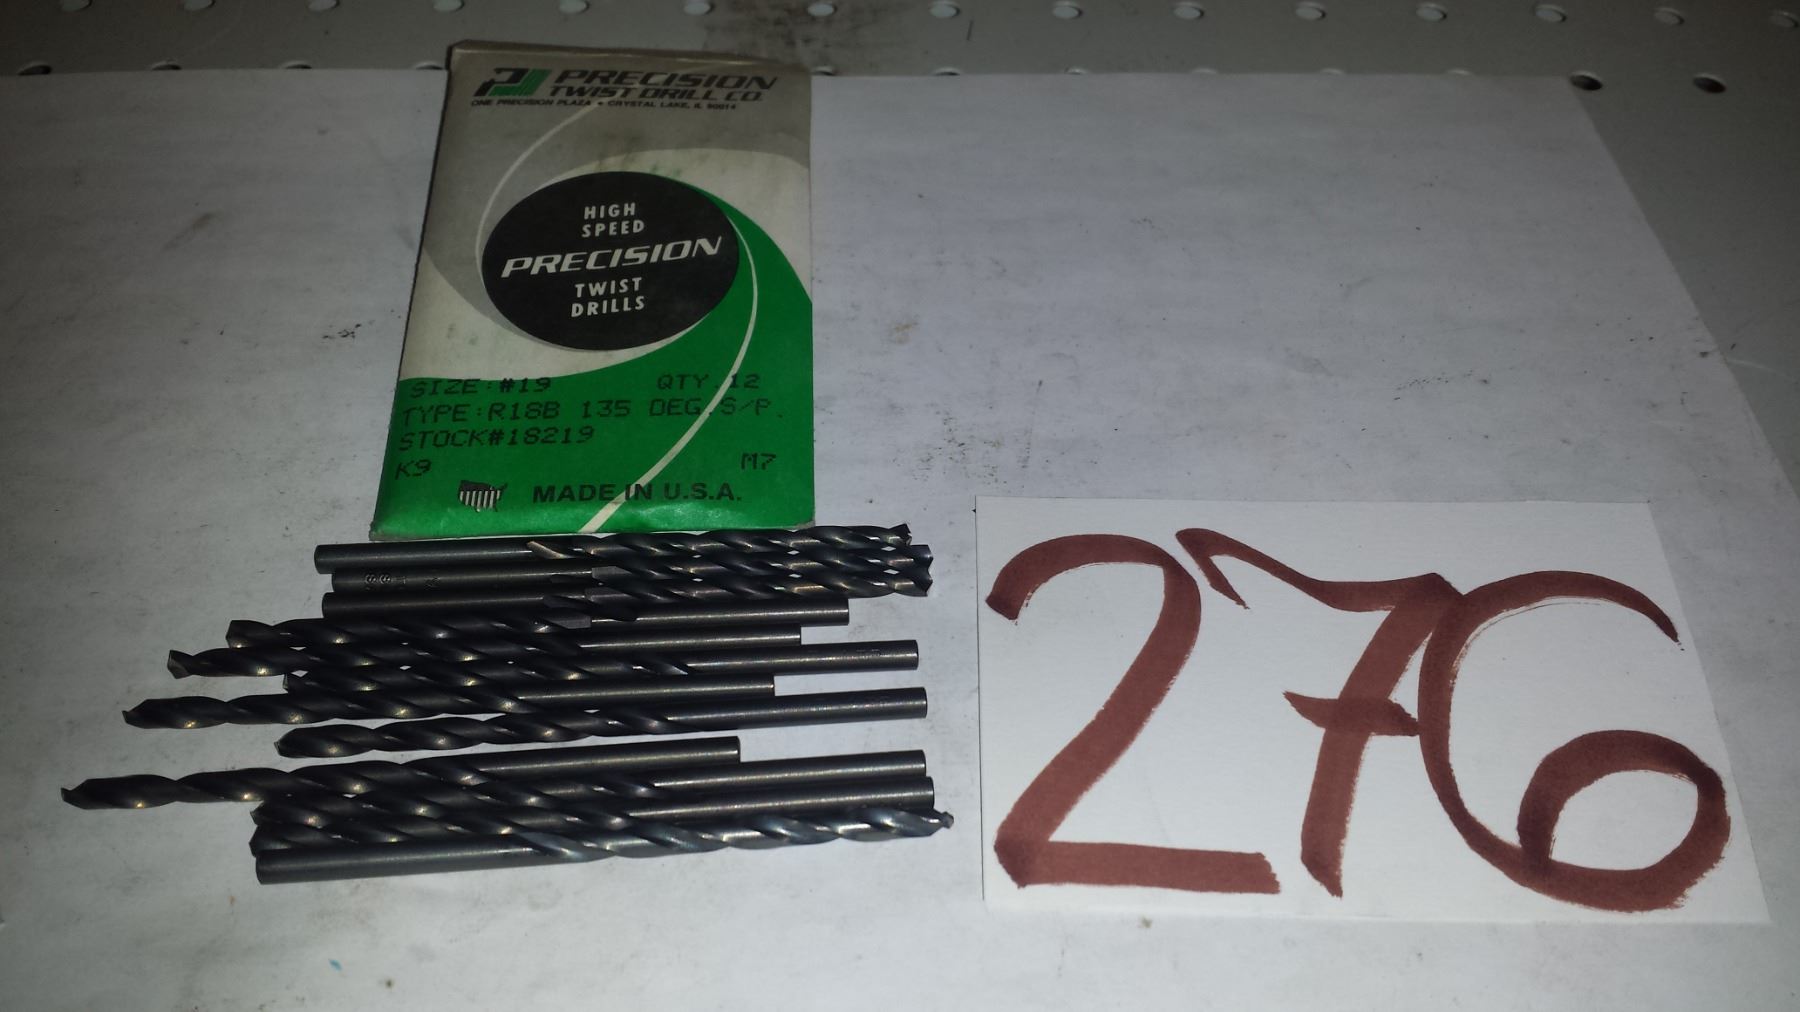 PRECISION
TWIST DRILL CO.
ONE PRECISION PLAZA • CRYSTAL LAKE, IL 60014
HIGH
SPEED
PRECISION
TWIST
DRILLS
SIZE:#19 QTY.12
TYPE:R18B 135 DEG.S/P.
STOCK#18219
K9 M7
MADE IN U.S.A.
276